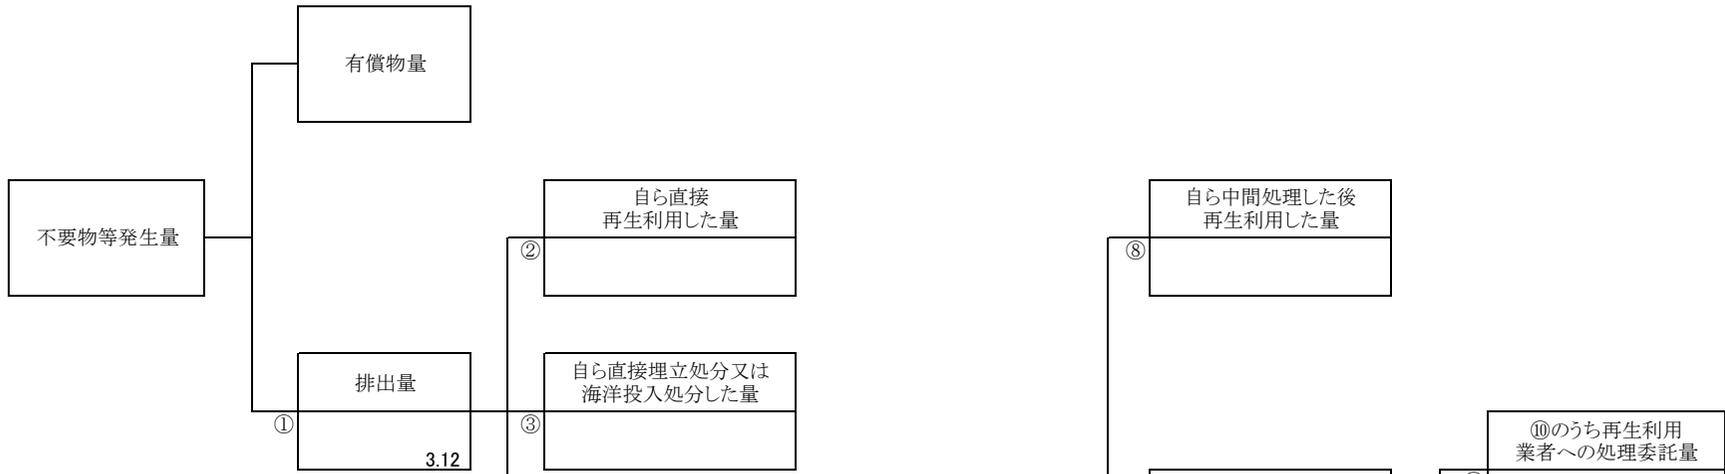 有償物量
不要物等発生量
自ら直接
再生利用した量
②
自ら中間処理した後
再生利用した量
⑧
排出量
①
3.12
自ら直接埋立処分又は
海洋投入処分した量
③
⑩のうち再生利用
業者への処理委託量